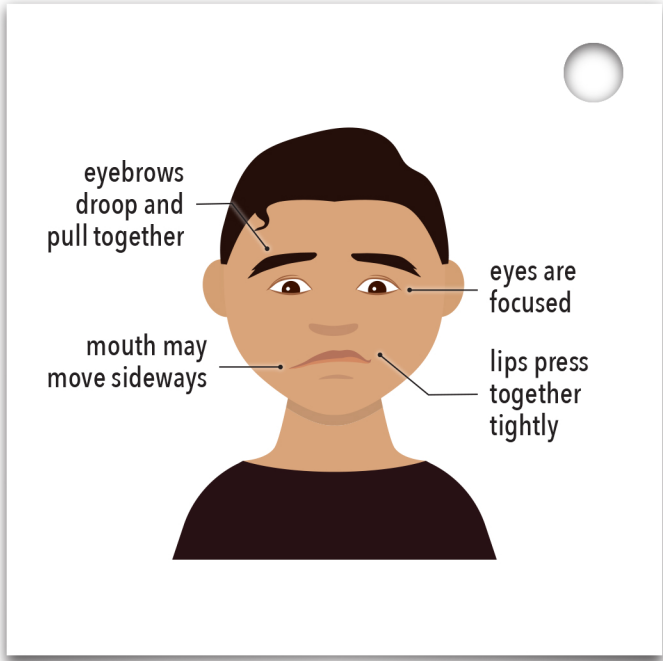 eyebrows
droop and
pull together
eyes are
focused
mouth may
move sideways
lips press
together
tightly